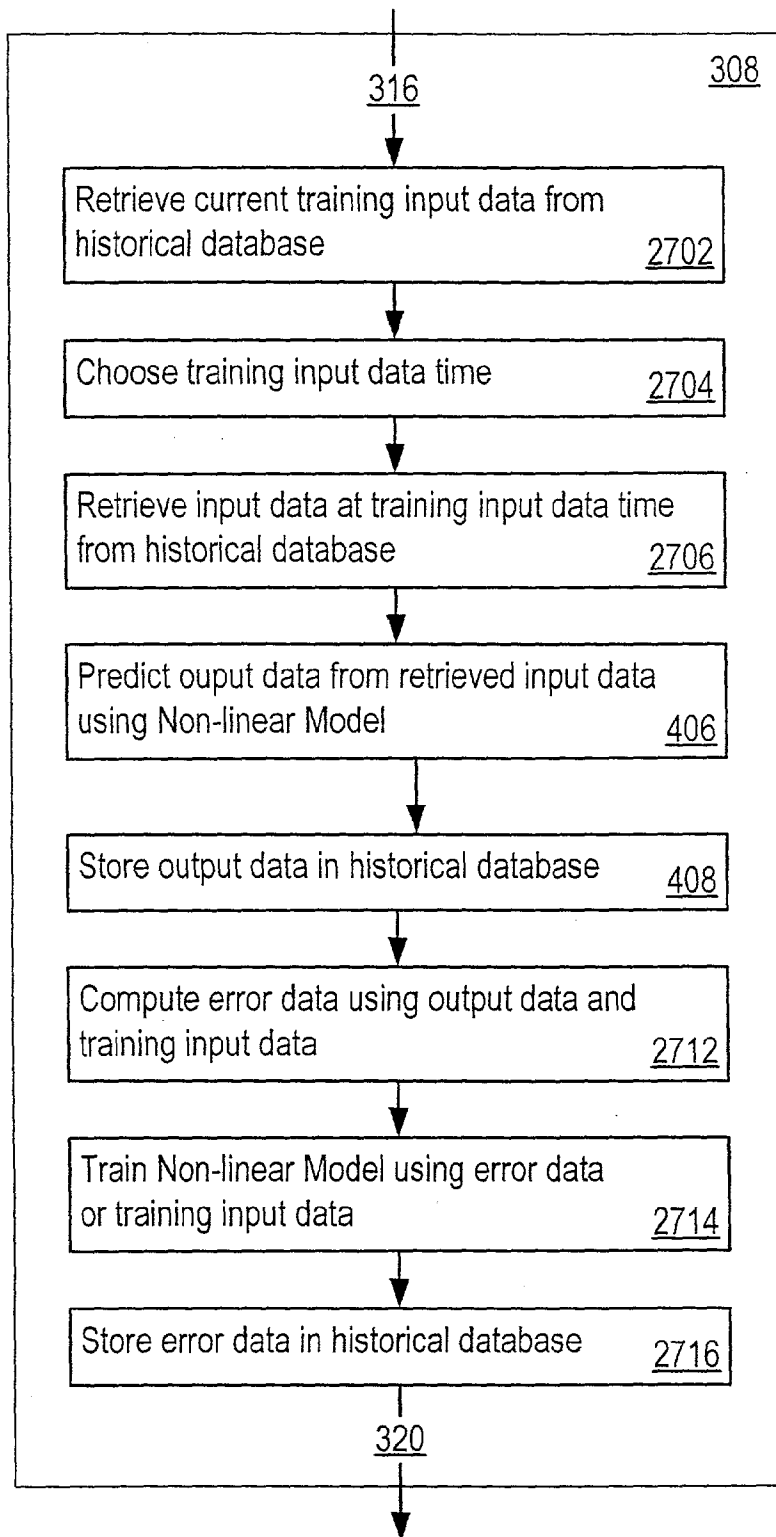 308
316
Retrieve current training input data from
historical database 2702
Choose training input data time 2704
Retrieve input data at training input data time
from historical database 2706
Predict ouput data from retrieved input data
using Non-linear Model 406
Store output data in historical database 408
Compute error data using output data and
training input data 2712
Train Non-linear Model using error data
or training input data 2714
Store error data in historical database 2716
320